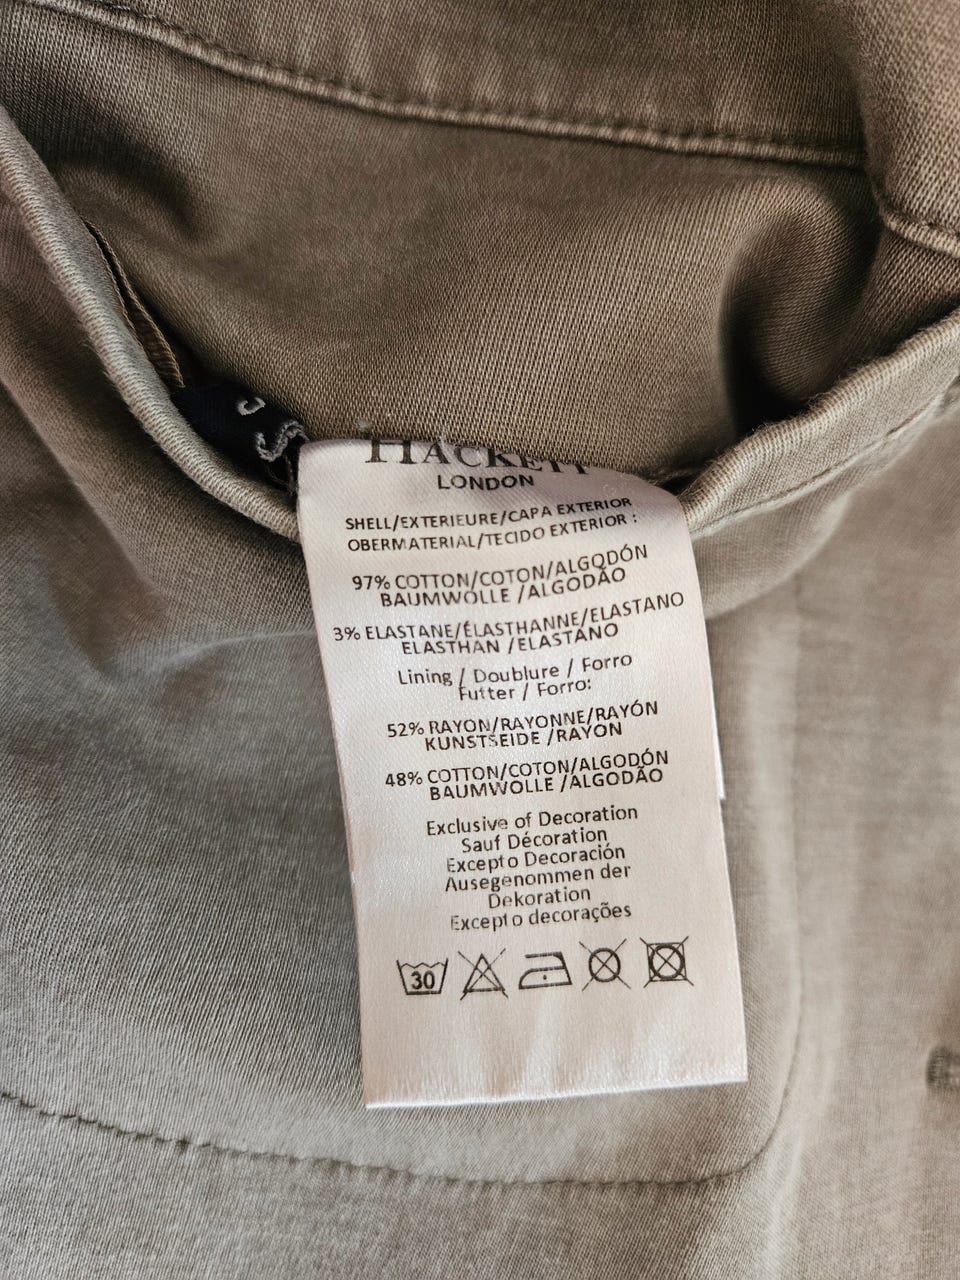 HACKETT
LONDON
SHELL/EXTERIEURE/CAPA EXTERIOR
OBERMATERIAL/TECIDO EXTERIOR :
97% COTTON/COTON/ALGODÓN
BAUMWOLLE /ALGODÃO
3% ELASTANE/ÉLASTHANNE/ELASTANO
ELASTHAN /ELASTANO
Lining / Doublure / Forro
Futter / Forro:
52% RAYON/RAYONNE/RAYÓN
KUNSTSEIDE /RAYON
48% COTTON/COTON/ALGODÓN
BAUMWOLLE /ALGODÃO
Exclusive of Decoration
Sauf Décoration
Excepto Decoración
Ausegenommen der
Dekoration
Excepto decorações
30